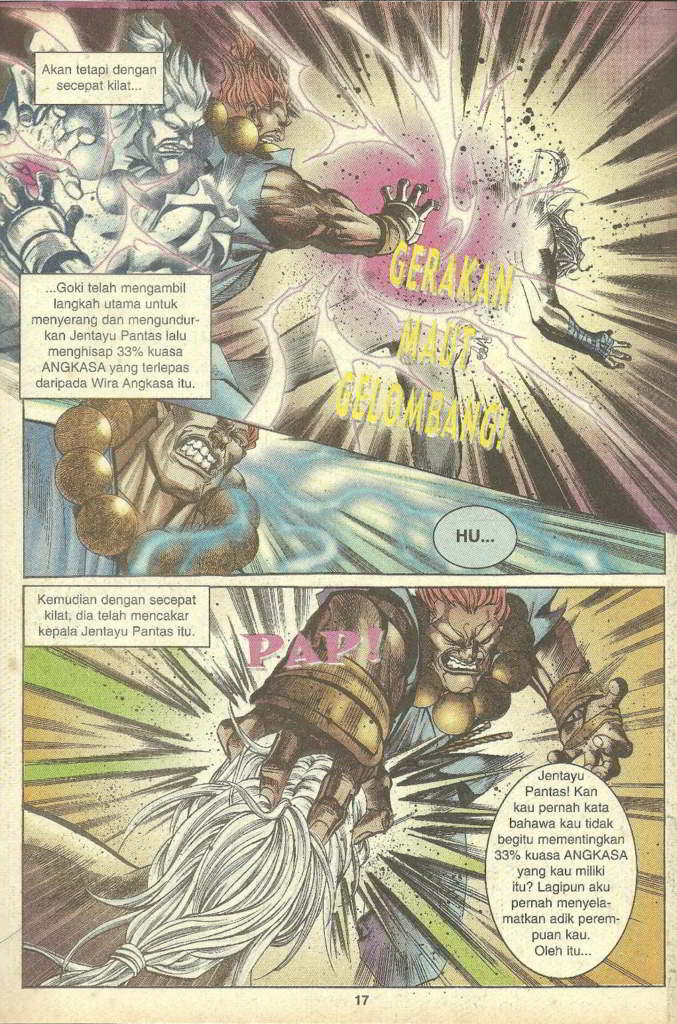 Akan tetapi dengan
secepat kilat...
GERAKAN
MAUT
GELOMBANG!
...Goki telah mengambil
langkah utama untuk
menyerang dan mengundur-
kan Jentayu Pantas lalu
menghisap 33% kuasa
ANGKASA yang terlepas
daripada Wira Angkasa itu.
HU...
Kemudian dengan secepat
kilat, dia telah mencakar
kepala Jentayu Pantas itu.
PAP!
Jentayu
Pantas! Kan
kau pernah kata
bahawa kau tidak
begitu mementingkan
33% kuasa ANGKASA
yang kau miliki
itu? Lagipun aku
pernah menyela-
matkan adik perem-
puan kau.
Oleh itu...
17